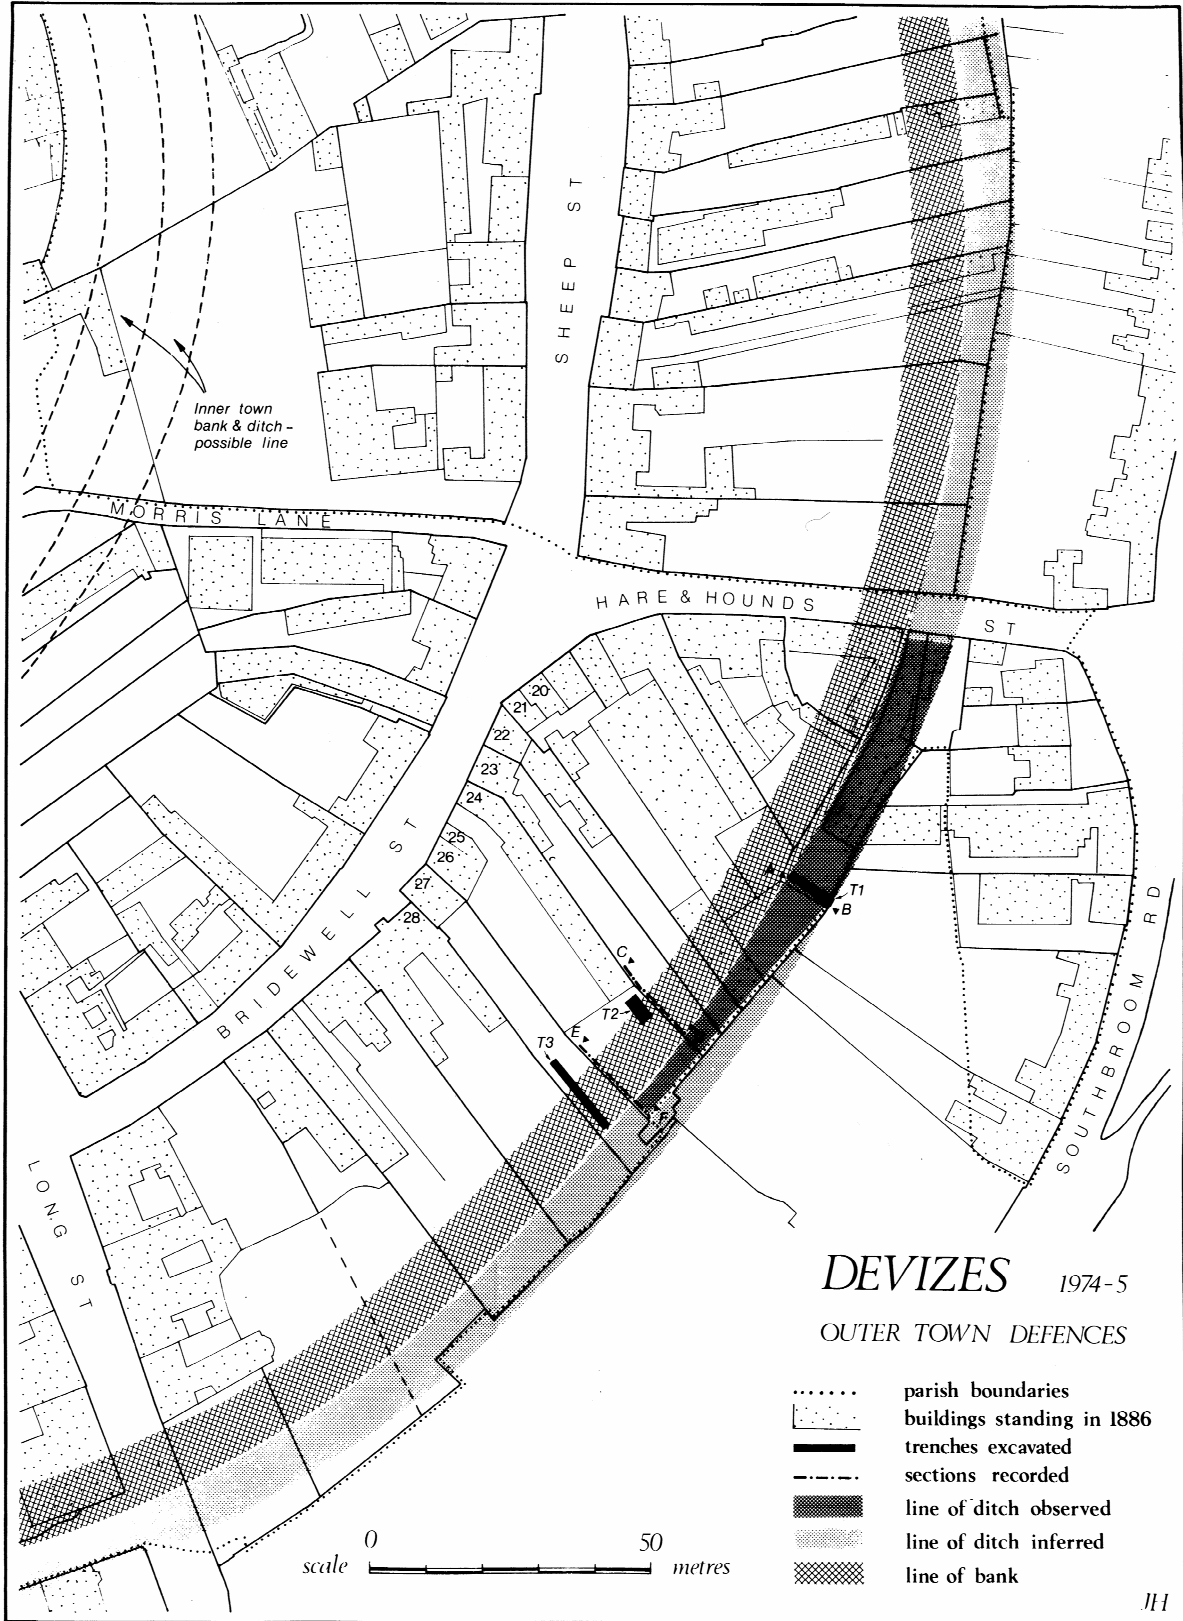 SHEEP ST
Inner town
bank & ditch –
possible line
MORRIS LANE
HARE & HOUNDS ST
20
21
22
23
24
25
26
27
28
BRIDEWELL ST
A
T1
B
C
T2
E
T3
F
LONG ST
SOUTHBROOM RD
DEVIZES 1974-5
OUTER TOWN DEFENCES
parish boundaries
buildings standing in 1886
trenches excavated
sections recorded
line of ditch observed
line of ditch inferred
line of bank
0 50
scale metres
JH